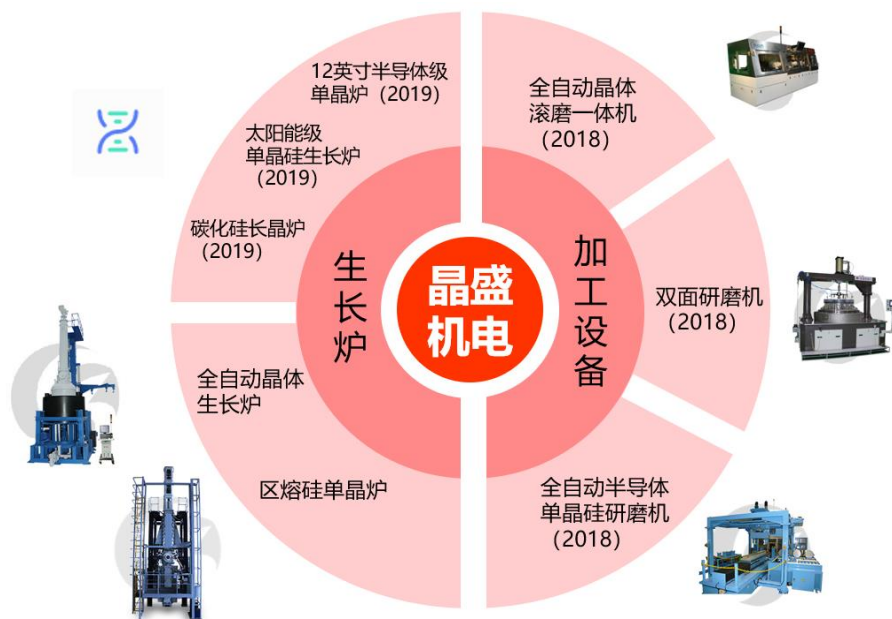 12英寸半导体级
单晶炉（2019）
太阳能级
单晶硅生长炉
（2019）
碳化硅长晶炉
（2019）
全自动晶体
生长炉
区熔硅单晶炉
生长炉
晶盛
机电
加工设备
全自动晶体
滚磨一体机
（2018）
双面研磨机
（2018）
全自动半导体
单晶硅研磨机
（2018）